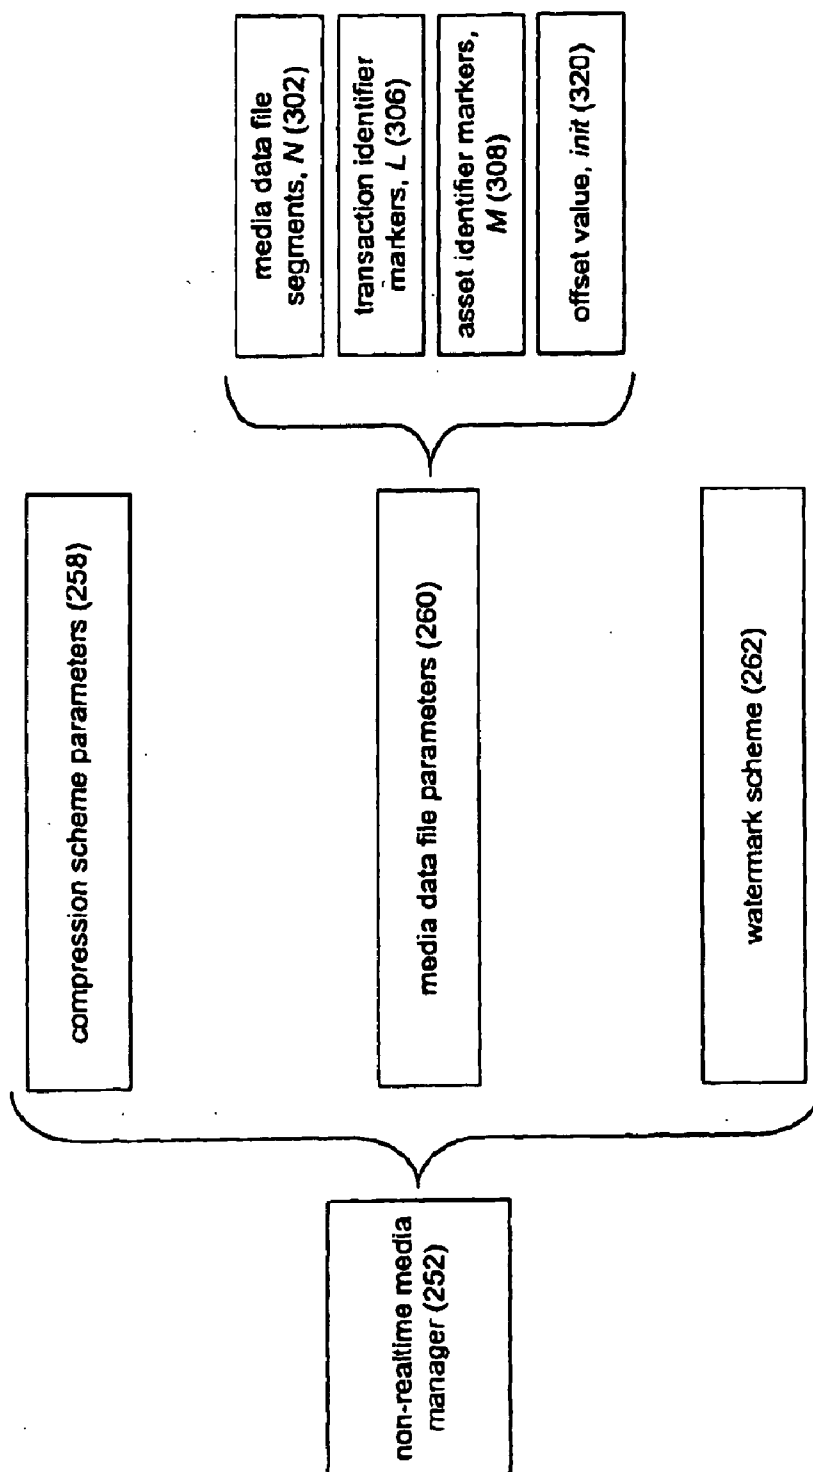 non-realtime media
manager (252)
compression scheme parameters (258)
media data file parameters (260)
watermark scheme (262)
media data file
segments, N (302)
transaction identifier
markers, L (306)
asset identifier markers,
M (308)
offset value, init (320)